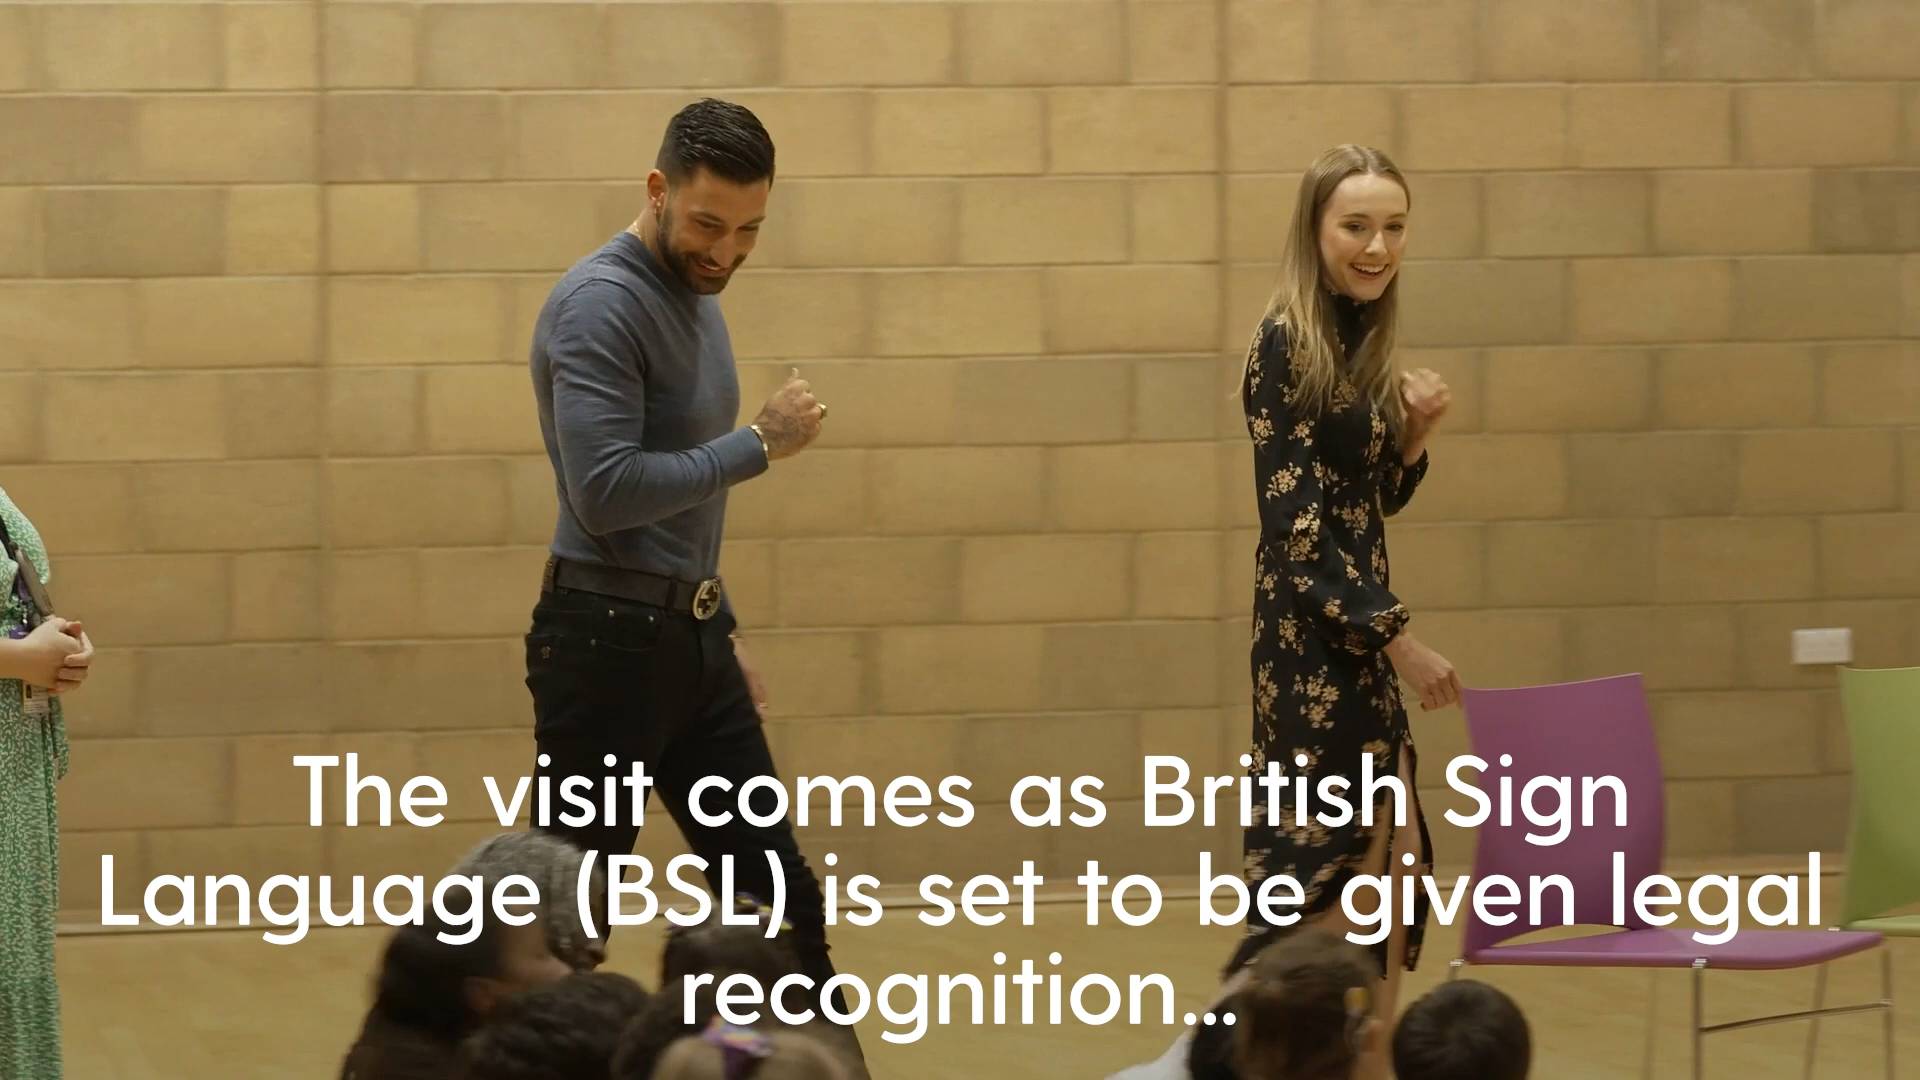 The visit comes as British Sign
Language (BSL) is set to be given legal
recognition...